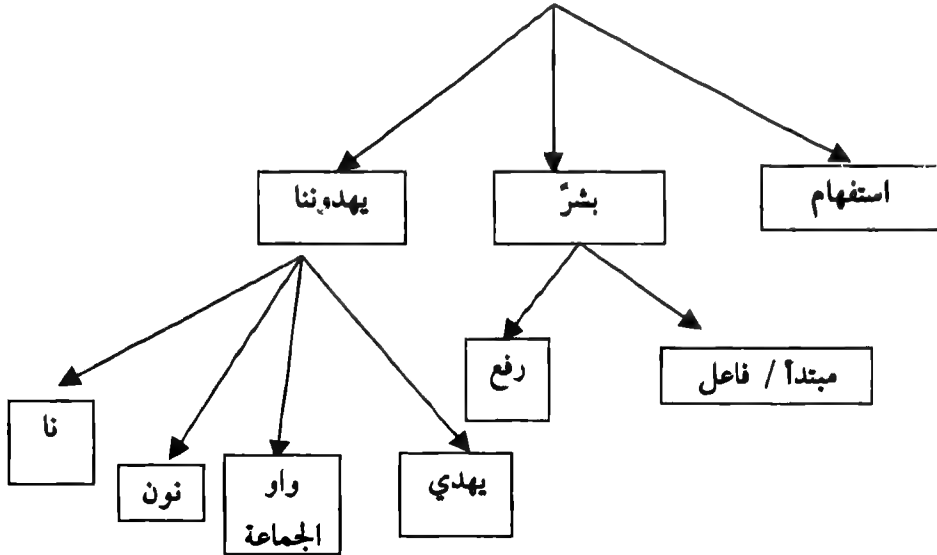 استفهام
بشرً
يهدوننا
مبتدأ / فاعل
رفع
يهدي
واو
الجماعة
نون
نا